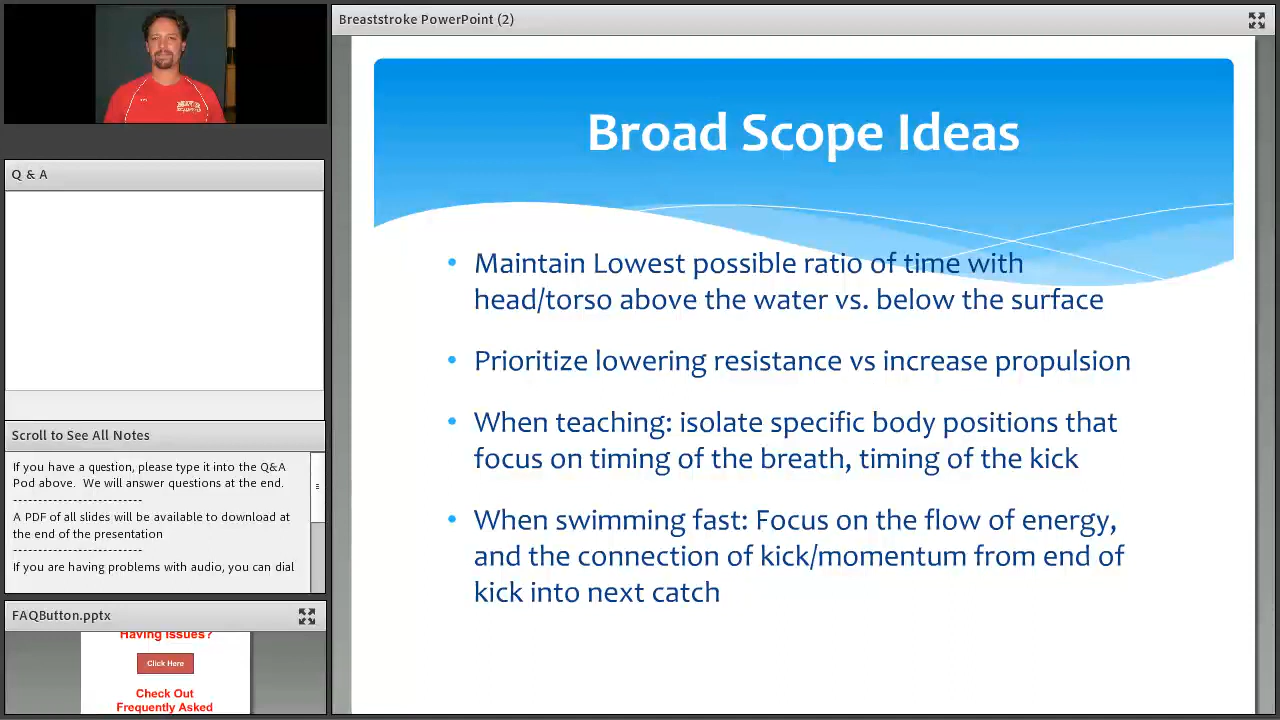 Breaststroke PowerPoint (2)
Q & A
Scroll to See All Notes
If you have a question, please type it into the Q&A
Pod above.  We will answer questions at the end.
-------------------------
A PDF of all slides will be available to download at
the end of the presentation
-------------------------
If you are having problems with audio, you can dial
FAQButton.pptx
Having Issues?
Click Here
Check Out
Frequently Asked
Broad Scope Ideas
• Maintain Lowest possible ratio of time with
head/torso above the water vs. below the surface
• Prioritize lowering resistance vs increase propulsion
• When teaching: isolate specific body positions that
focus on timing of the breath, timing of the kick
• When swimming fast: Focus on the flow of energy,
and the connection of kick/momentum from end of
kick into next catch